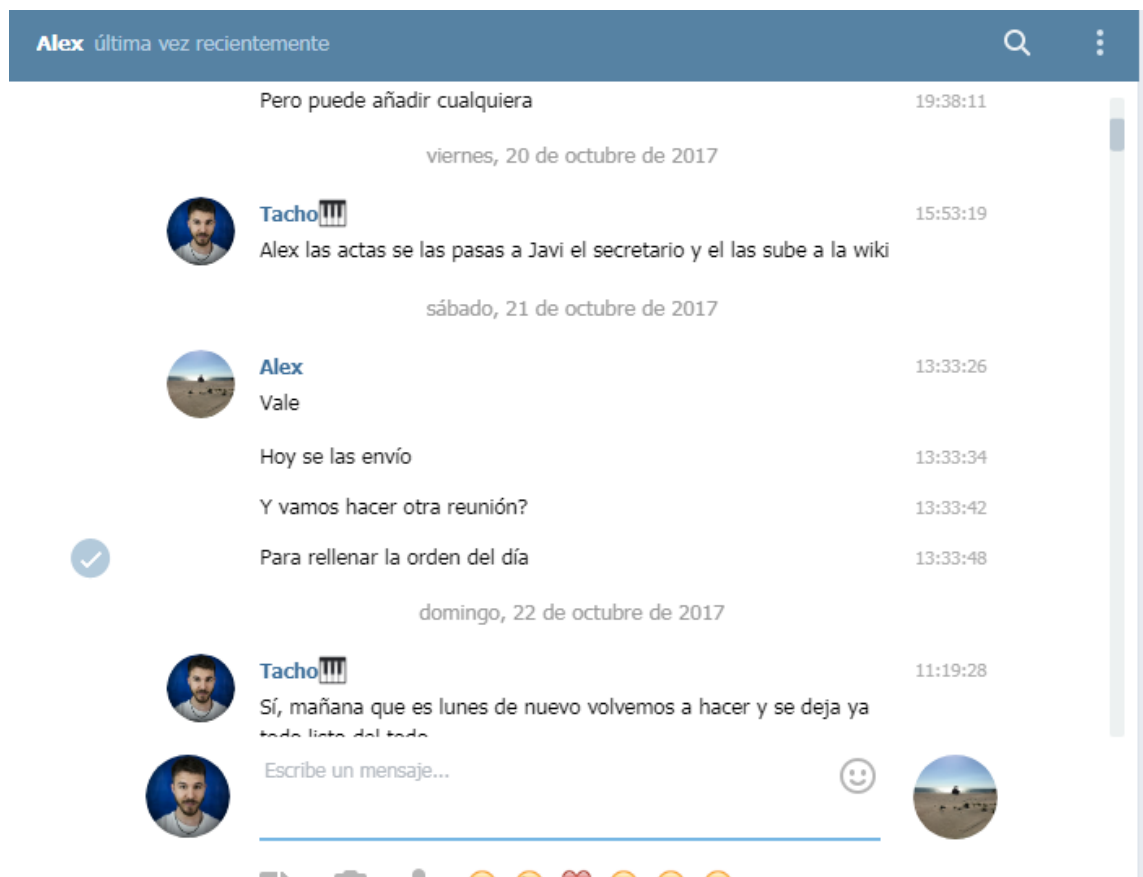 Alex última vez recientemente
Pero puede añadir cualquiera 19:38:11
viernes, 20 de octubre de 2017
Tacho🎹 15:53:19
Alex las actas se las pasas a Javi el secretario y el las sube a la wiki
sábado, 21 de octubre de 2017
Alex 13:33:26
Vale
Hoy se las envío 13:33:34
Y vamos hacer otra reunión? 13:33:42
Para rellenar la orden del día 13:33:48
domingo, 22 de octubre de 2017
Tacho🎹 11:19:28
Sí, mañana que es lunes de nuevo volvemos a hacer y se deja ya
todo listo del todo
Escribe un mensaje...